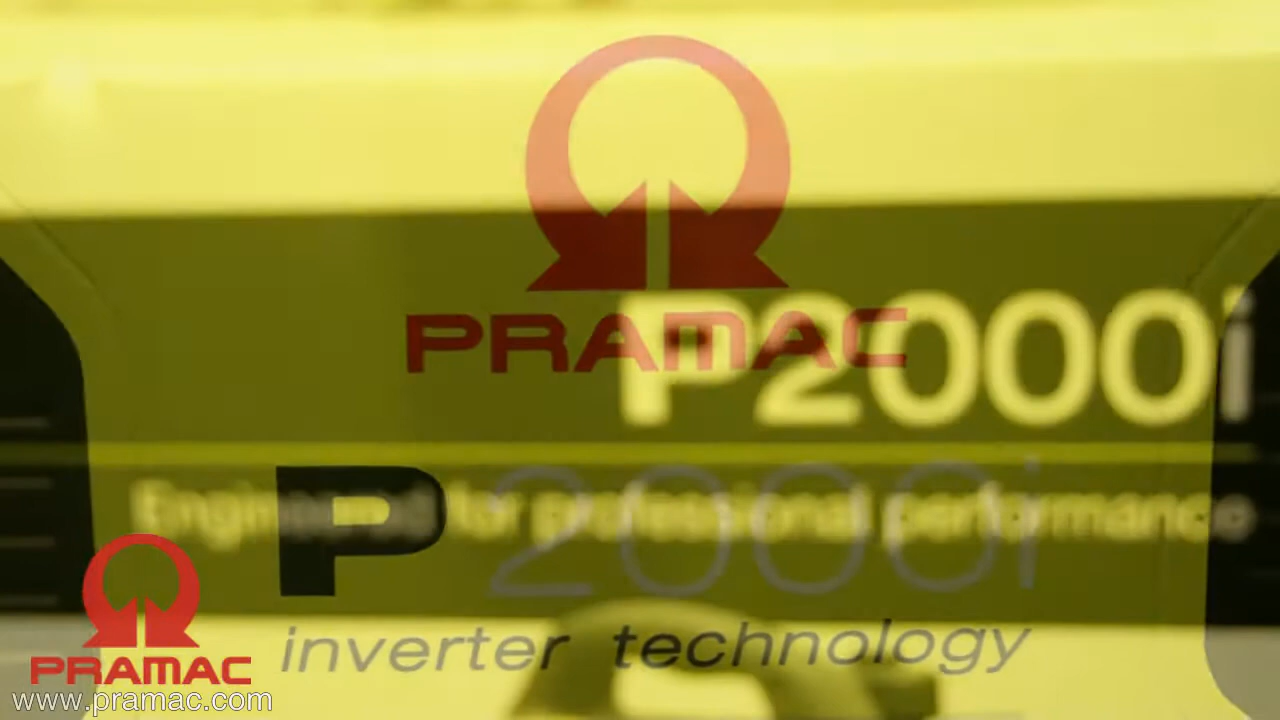 PRAMAC
P2000i
Engineered for professional performance
P2000i
inverter technology
PRAMAC
www.pramac.com